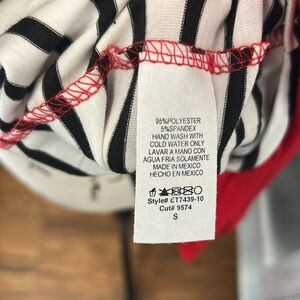 95%POLYESTER
5%SPANDEX
HAND WASH WITH
COLD WATER ONLY
LAVAR A MANO CON
AGUA FRIA SOLAMENTE
MADE IN MEXICO
HECHO EN MEXICO
Style# ET7439-10
Cut# 9574
S